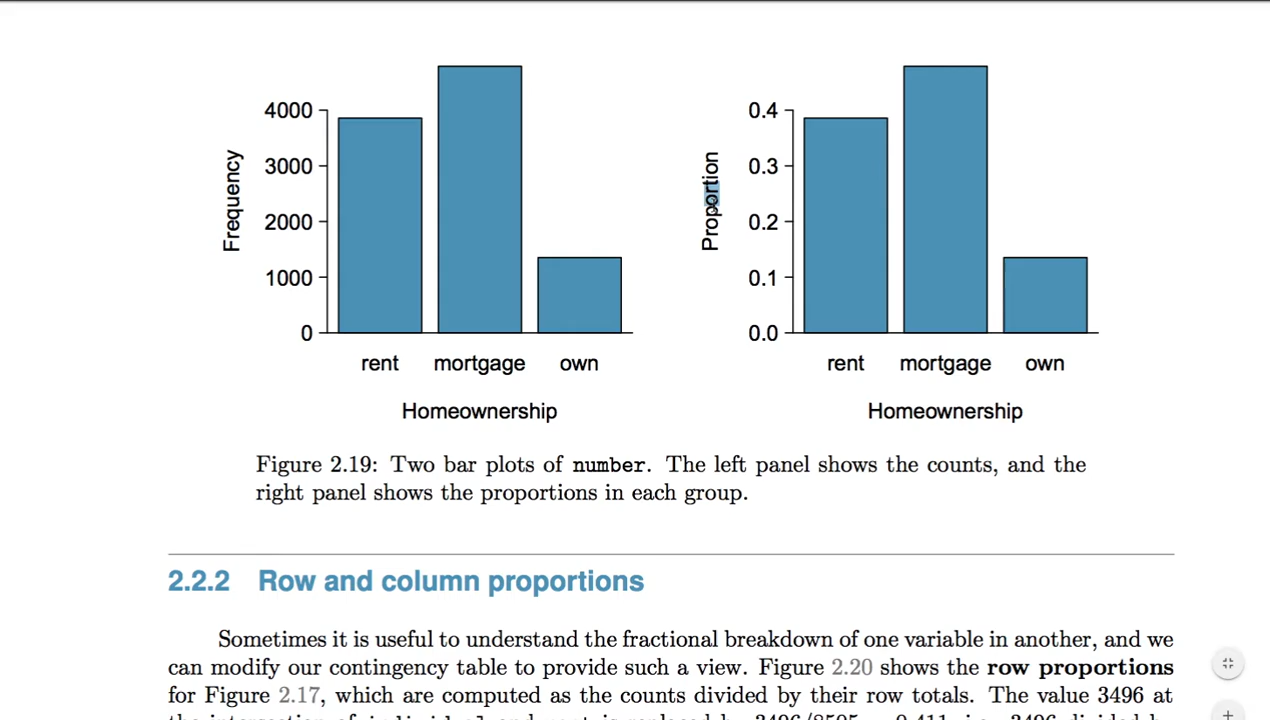 Frequency
4000
3000
2000
1000
0
rent mortgage own
Homeownership
Proportion
0.4
0.3
0.2
0.1
0.0
rent mortgage own
Homeownership
Figure 2.19: Two bar plots of number. The left panel shows the counts, and the
right panel shows the proportions in each group.
2.2.2 Row and column proportions
Sometimes it is useful to understand the fractional breakdown of one variable in another, and we
can modify our contingency table to provide such a view. Figure 2.20 shows the row proportions
for Figure 2.17, which are computed as the counts divided by their row totals. The value 3496 at